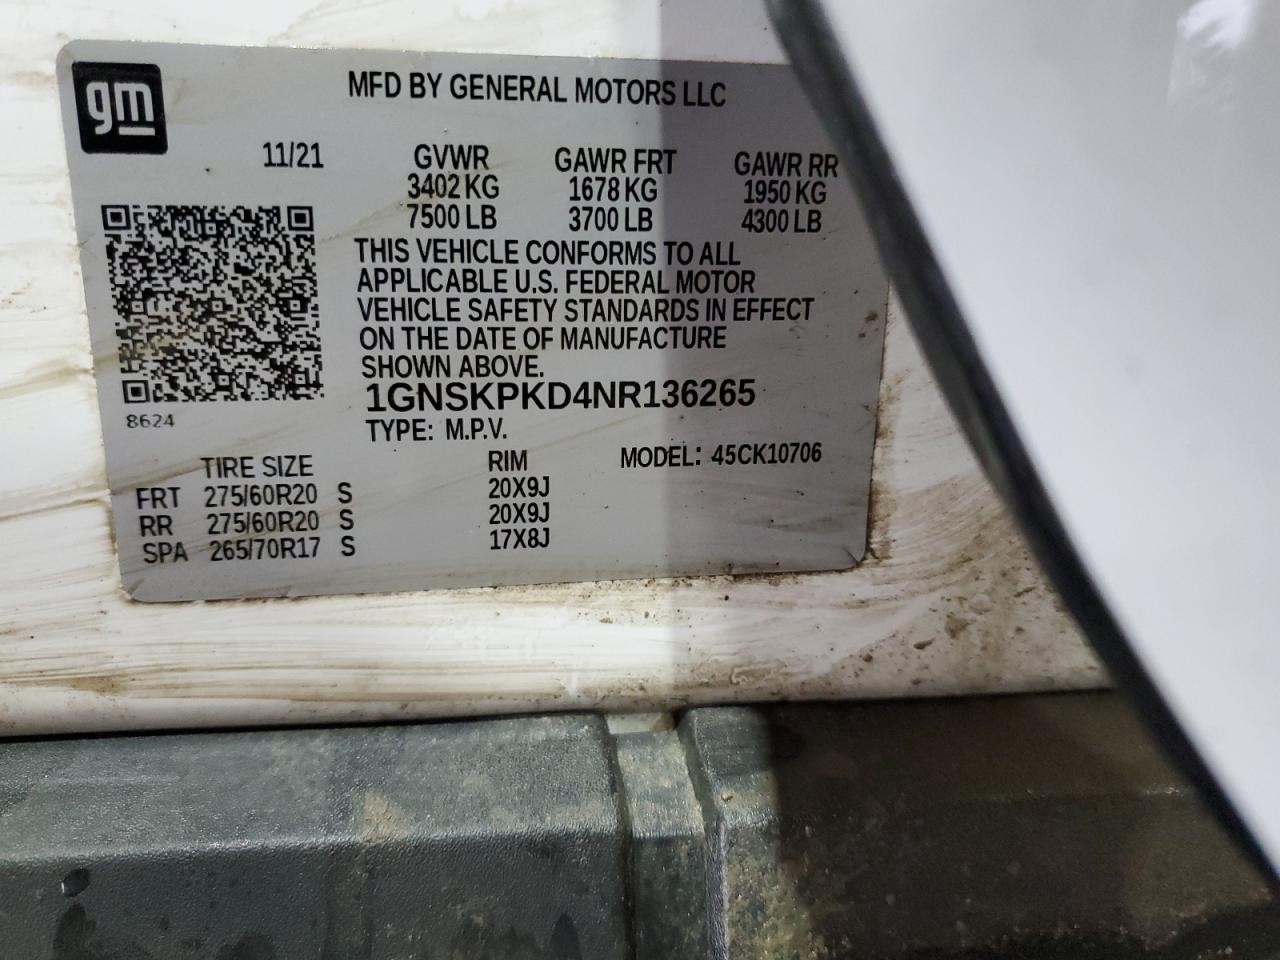 gm
MFD BY GENERAL MOTORS LLC
11/21 GVWR GAWR FRT GAWR RR
3402 KG 1678 KG 1950 KG
7500 LB 3700 LB 4300 LB
THIS VEHICLE CONFORMS TO ALL
APPLICABLE U.S. FEDERAL MOTOR
VEHICLE SAFETY STANDARDS IN EFFECT
ON THE DATE OF MANUFACTURE
SHOWN ABOVE.
1GNSKPKD4NR136265
8624
TYPE: M.P.V.
TIRE SIZE RIM MODEL: 45CK10706
FRT 275/60R20 S 20X9J
RR 275/60R20 S 20X9J
SPA 265/70R17 S 17X8J